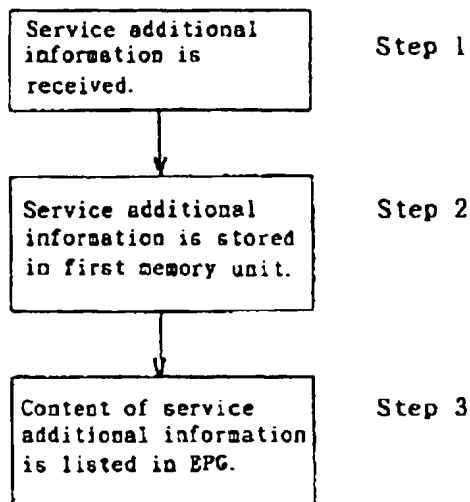 Service additional
information is
received.
Step 1
Service additional
information is stored
in first memory unit.
Step 2
Content of service
additional information
is listed in EPG.
Step 3